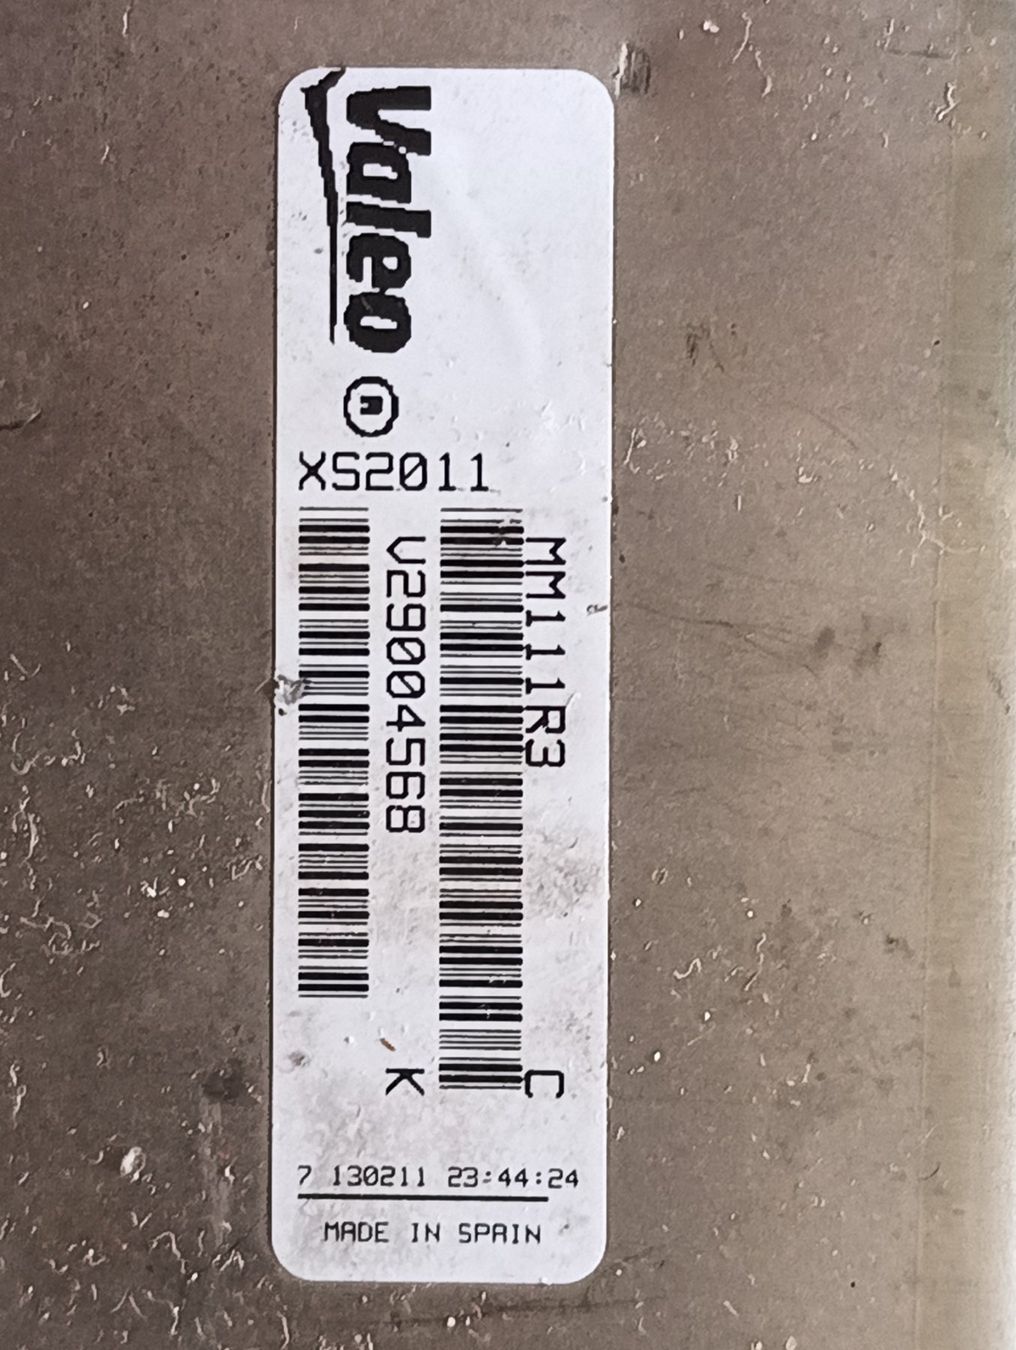 Valeo
®
XS2011
MM111R3 C
V29004568 K
7 130211 23:44:24
MADE IN SPAIN